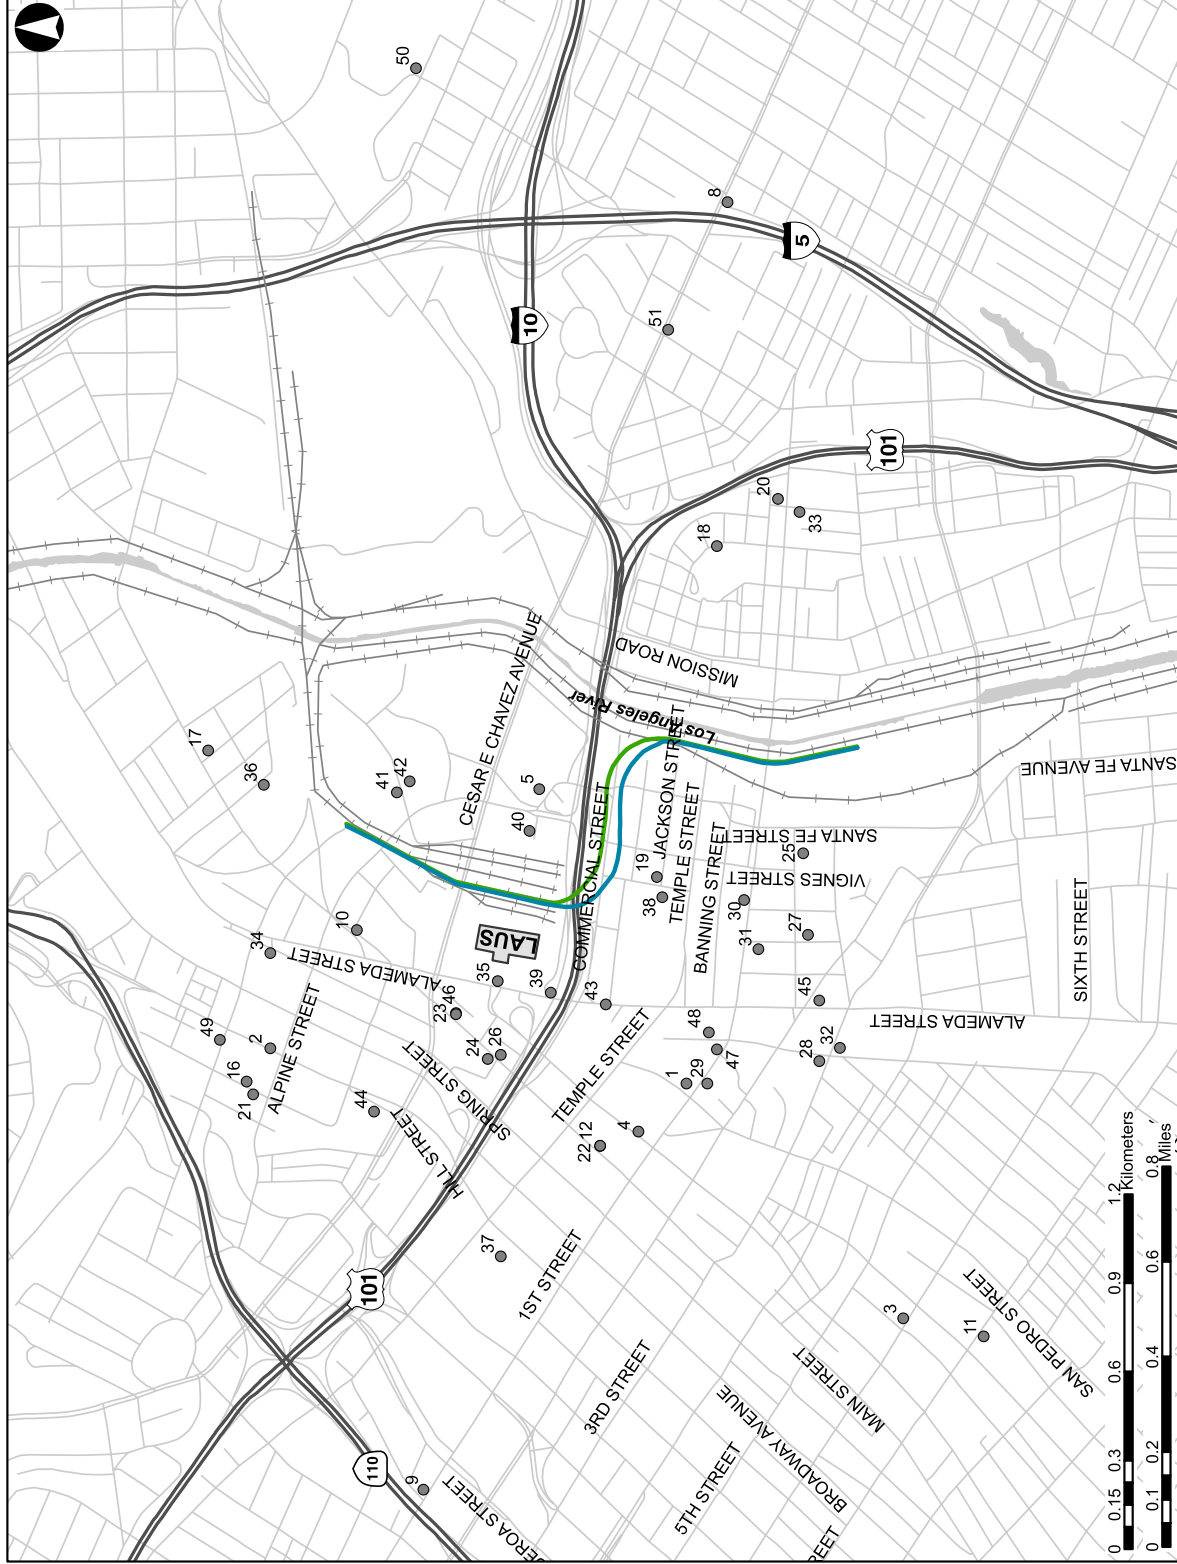 50
17
36
41
42
CESAR E CHAVEZ AVENUE
5
40
10
34
ALAMEDA STREET
49
2
16
21
ALPINE STREET
44
HILL STREET
SPRING STREET
23
46
24
26
35
39
LAUS
COMMERCIAL STREET
43
TEMPLE STREET
22
12
4
1
29
48
47
37
1ST STREET
3RD STREET
5TH STREET
BROADWAY AVENUE
MAIN STREET
SAN PEDRO STREET
3
11
9
110
101
10
5
101
8
51
20
33
18
MISSION ROAD
Los Angeles River
JACKSON STREET
19
38
TEMPLE STREET
BANNING STREET
SANTA FE STREET
25
VIGNES STREET
30
31
27
45
28
32
ALAMEDA STREET
SIXTH STREET
SANTA FE AVENUE
0 0.15 0.3 0.6 0.9 1.2
Kilometers
0 0.1 0.2 0.4 0.6 0.8
Miles